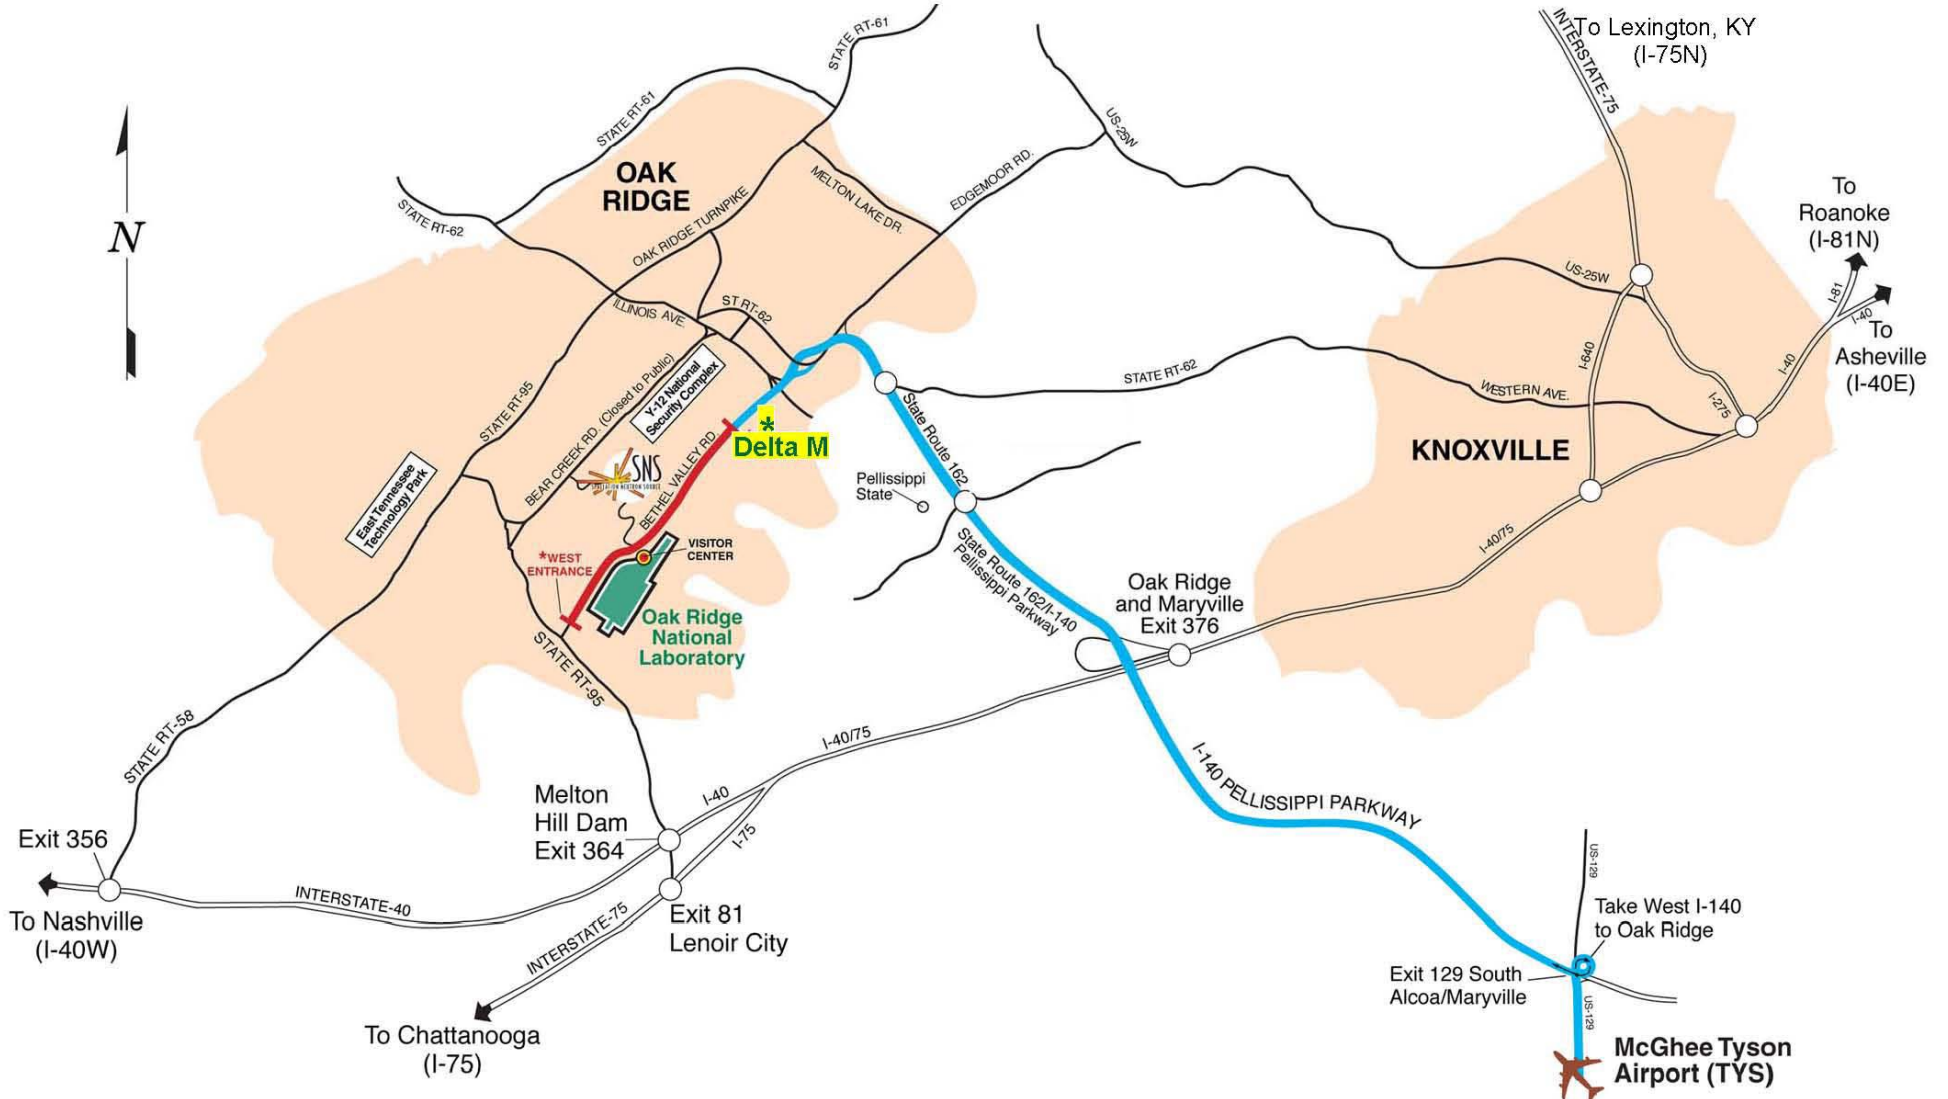 STATE RT-61
To Lexington, KY
(I-75N)
INTERSTATE-75
STATE RT-61
US-25W
OAK
RIDGE
MELTON LAKE DR.
EDGEMOOR RD.
To
Roanoke
(I-81N)
STATE RT-62
OAK RIDGE TURNPIKE
N
US-25W
I-81
I-40
To
Asheville
(I-40E)
ILLINOIS AVE.
ST RT-62
I-640
I-40
STATE RT-62
WESTERN AVE.
I-275
STATE RT-95
BEAR CREEK RD. (Closed to Public)
Y-12 National
Security Complex
*
Delta M
State Route 162
KNOXVILLE
SNS
SPALLATION NEUTRON SOURCE
BETHEL VALLEY RD.
Pellissippi
State
East Tennessee
Technology Park
VISITOR
CENTER
*WEST
ENTRANCE
State Route 162/I-140
Pellissippi Parkway
I-40/75
Oak Ridge
and Maryville
Exit 376
Oak Ridge
National
Laboratory
STATE RT-95
STATE RT-58
I-40/75
I-140 PELLISSIPPI PARKWAY
Melton
Hill Dam
Exit 364
I-40
I-75
Exit 356
US-129
To Nashville
(I-40W)
INTERSTATE-40
INTERSTATE-75
Exit 81
Lenoir City
Take West I-140
to Oak Ridge
Exit 129 South
Alcoa/Maryville
US-129
To Chattanooga
(I-75)
McGhee Tyson
Airport (TYS)